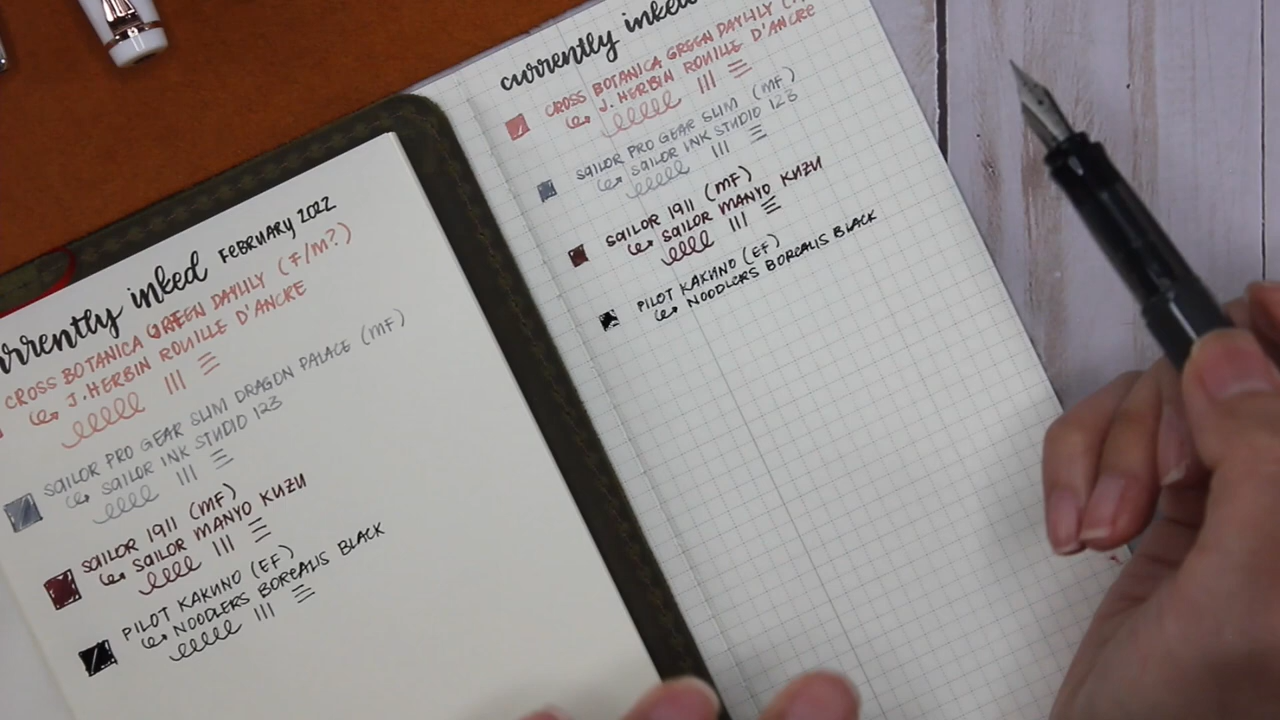 currently inked FEBRUARY 2022
CROSS BOTANICA GREEN DAYLILY (F/M?)
J. HERBIN ROUILLE D'ANCRE
SAILOR PRO GEAR SLIM DRAGON PALACE (MF)
SAILOR INK STUDIO 123
SAILOR 1911 (MF)
SAILOR MANYO KUZU
PILOT KAKUNO (EF)
NOODLERS BOREALIS BLACK
currently inked
CROSS BOTANICA GREEN DAYLILY
J. HERBIN ROUILLE D'ANCRE
SAILOR PRO GEAR SLIM (MF)
SAILOR INK STUDIO 123
SAILOR 1911 (MF)
SAILOR MANYO KUZU
PILOT KAKUNO (EF)
NOODLERS BOREALIS BLACK